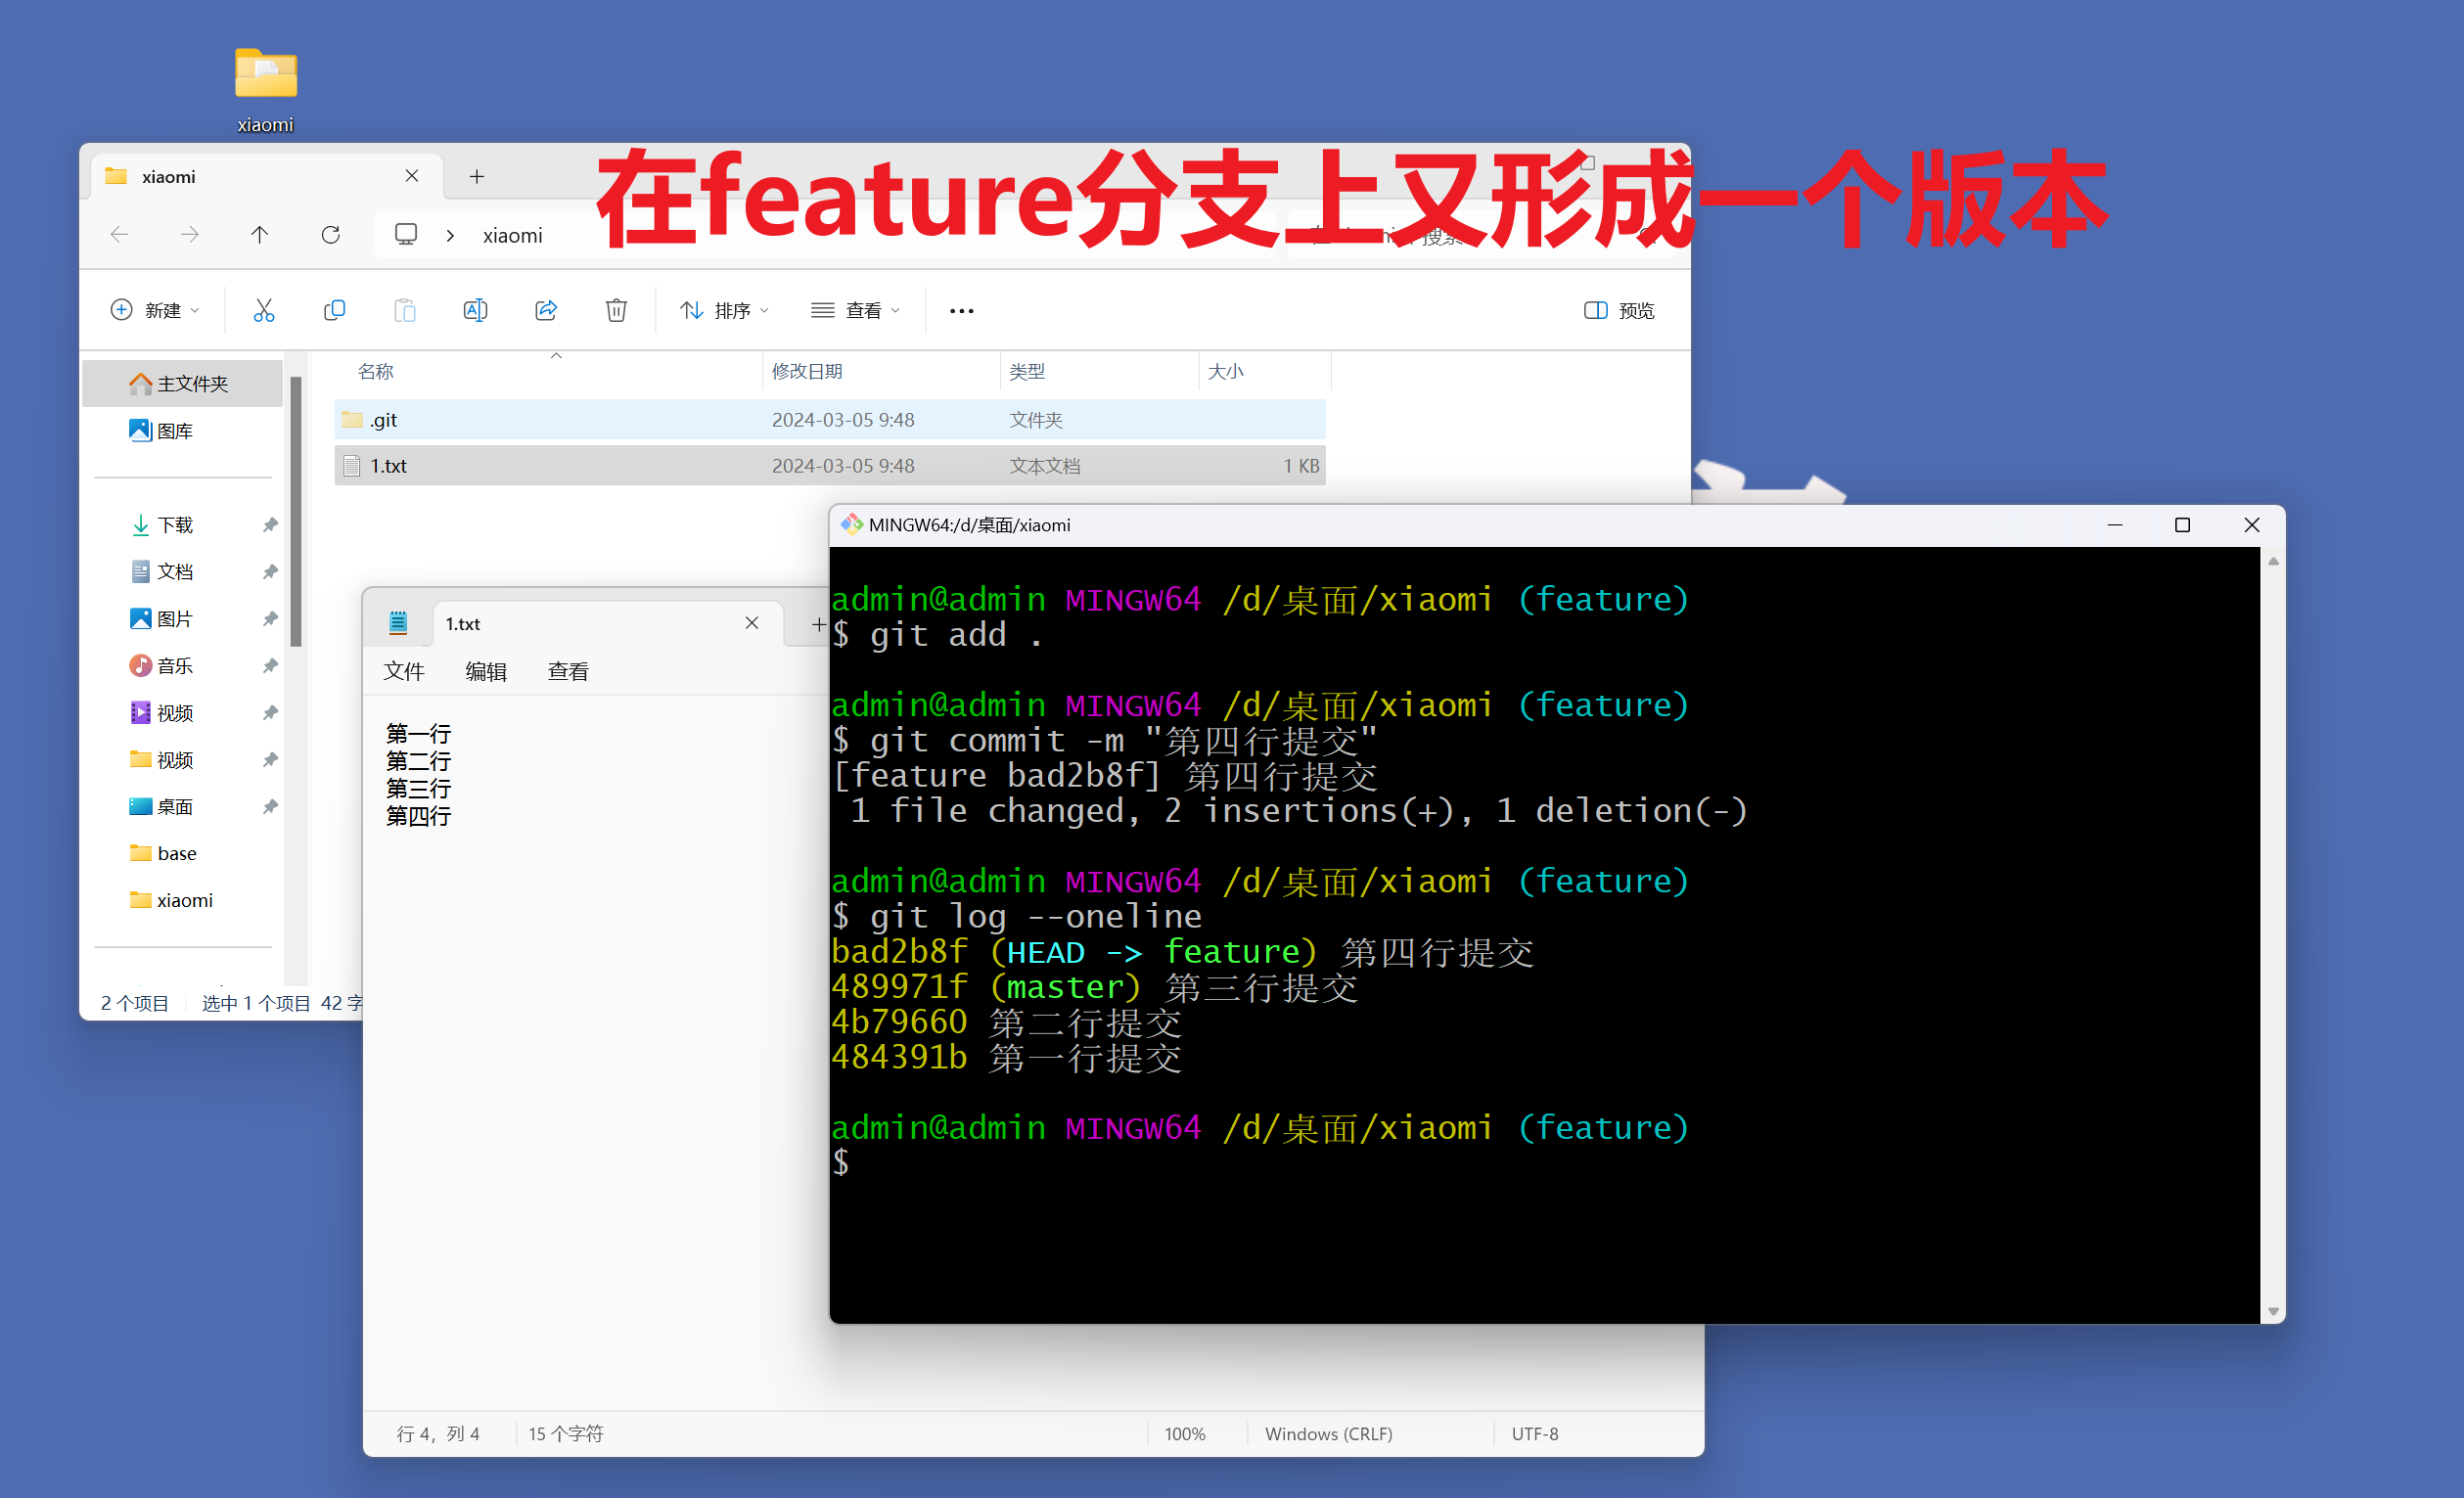 xiaomi
xiaomi
在feature分支上又形成一个版本
xiaomi
新建
排序
查看
预览
主文件夹
图库
下载
文档
图片
音乐
视频
视频
桌面
base
xiaomi
名称 修改日期 类型 大小
.git 2024-03-05 9:48 文件夹
1.txt 2024-03-05 9:48 文本文档 1 KB
2 个项目 选中 1 个项目 42 字
1.txt
文件 编辑 查看
第一行
第二行
第三行
第四行
行 4，列 4 15 个字符 100% Windows (CRLF) UTF-8
MINGW64:/d/桌面/xiaomi
admin@admin MINGW64 /d/桌面/xiaomi (feature)
$ git add .
admin@admin MINGW64 /d/桌面/xiaomi (feature)
$ git commit -m "第四行提交"
[feature bad2b8f] 第四行提交
1 file changed, 2 insertions(+), 1 deletion(-)
admin@admin MINGW64 /d/桌面/xiaomi (feature)
$ git log --oneline
bad2b8f (HEAD -> feature) 第四行提交
489971f (master) 第三行提交
4b79660 第二行提交
484391b 第一行提交
admin@admin MINGW64 /d/桌面/xiaomi (feature)
$